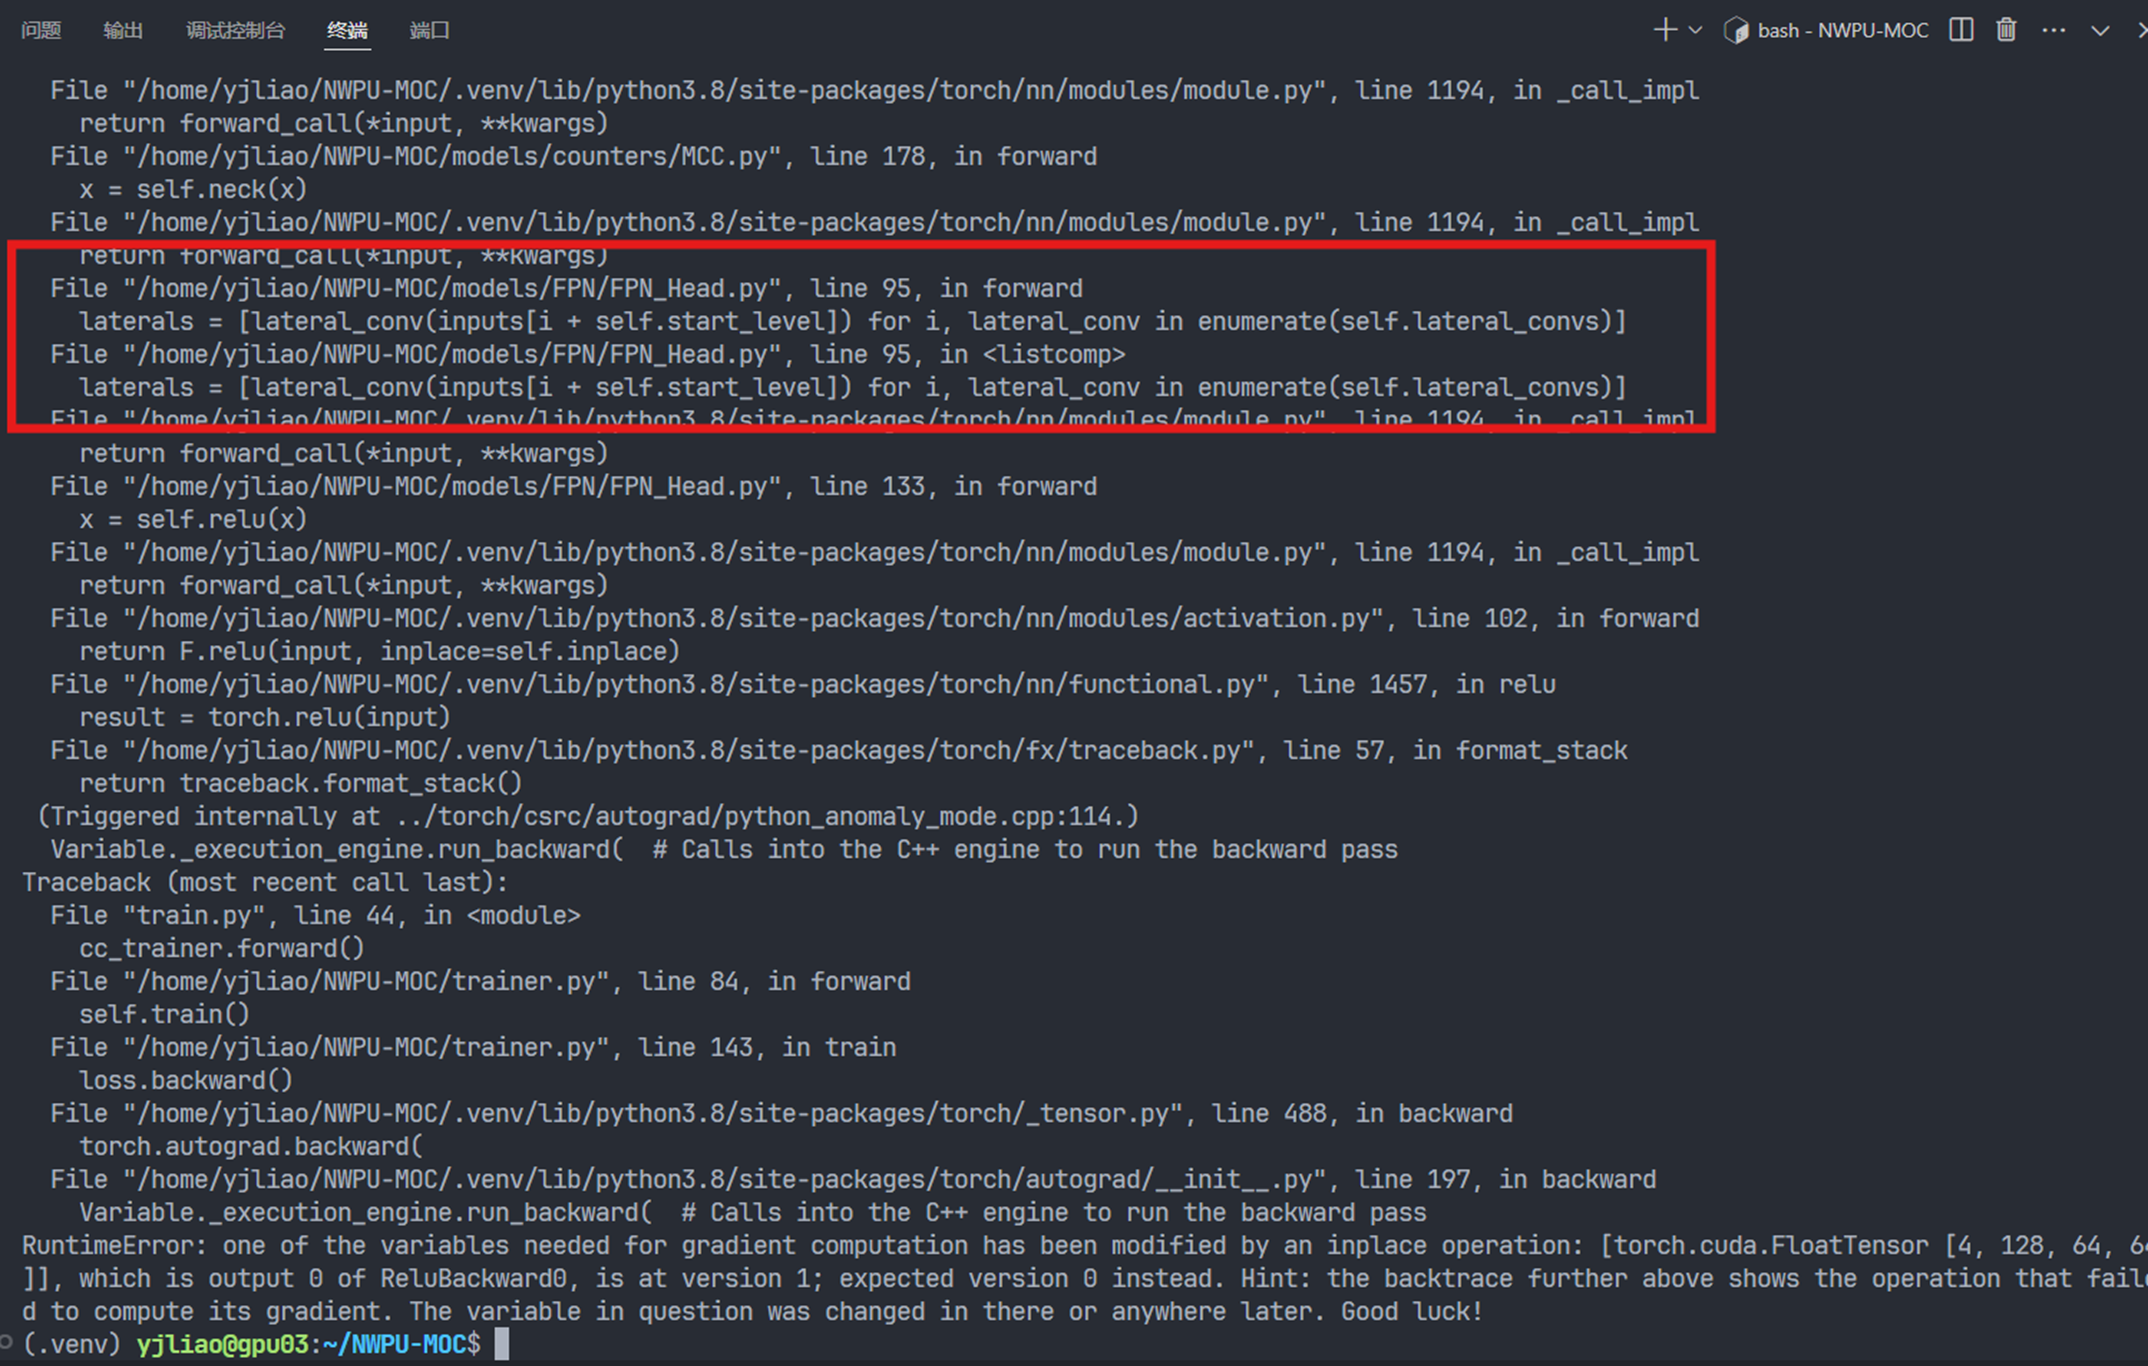 问题 输出 调试控制台 终端 端口 bash - NWPU-MOC
File "/home/yjliao/NWPU-MOC/.venv/lib/python3.8/site-packages/torch/nn/modules/module.py", line 1194, in _call_impl
return forward_call(*input, **kwargs)
File "/home/yjliao/NWPU-MOC/models/counters/MCC.py", line 178, in forward
x = self.neck(x)
File "/home/yjliao/NWPU-MOC/.venv/lib/python3.8/site-packages/torch/nn/modules/module.py", line 1194, in _call_impl
return forward_call(*input, **kwargs)
File "/home/yjliao/NWPU-MOC/models/FPN/FPN_Head.py", line 95, in forward
laterals = [lateral_conv(inputs[i + self.start_level]) for i, lateral_conv in enumerate(self.lateral_convs)]
File "/home/yjliao/NWPU-MOC/models/FPN/FPN_Head.py", line 95, in <listcomp>
laterals = [lateral_conv(inputs[i + self.start_level]) for i, lateral_conv in enumerate(self.lateral_convs)]
File "/home/yjliao/NWPU-MOC/.venv/lib/python3.8/site-packages/torch/nn/modules/module.py", line 1194, in _call_impl
return forward_call(*input, **kwargs)
File "/home/yjliao/NWPU-MOC/models/FPN/FPN_Head.py", line 133, in forward
x = self.relu(x)
File "/home/yjliao/NWPU-MOC/.venv/lib/python3.8/site-packages/torch/nn/modules/module.py", line 1194, in _call_impl
return forward_call(*input, **kwargs)
File "/home/yjliao/NWPU-MOC/.venv/lib/python3.8/site-packages/torch/nn/modules/activation.py", line 102, in forward
return F.relu(input, inplace=self.inplace)
File "/home/yjliao/NWPU-MOC/.venv/lib/python3.8/site-packages/torch/nn/functional.py", line 1457, in relu
result = torch.relu(input)
File "/home/yjliao/NWPU-MOC/.venv/lib/python3.8/site-packages/torch/fx/traceback.py", line 57, in format_stack
return traceback.format_stack()
(Triggered internally at ../torch/csrc/autograd/python_anomaly_mode.cpp:114.)
Variable._execution_engine.run_backward(  # Calls into the C++ engine to run the backward pass
Traceback (most recent call last):
File "train.py", line 44, in <module>
cc_trainer.forward()
File "/home/yjliao/NWPU-MOC/trainer.py", line 84, in forward
self.train()
File "/home/yjliao/NWPU-MOC/trainer.py", line 143, in train
loss.backward()
File "/home/yjliao/NWPU-MOC/.venv/lib/python3.8/site-packages/torch/_tensor.py", line 488, in backward
torch.autograd.backward(
File "/home/yjliao/NWPU-MOC/.venv/lib/python3.8/site-packages/torch/autograd/__init__.py", line 197, in backward
Variable._execution_engine.run_backward(  # Calls into the C++ engine to run the backward pass
RuntimeError: one of the variables needed for gradient computation has been modified by an inplace operation: [torch.cuda.FloatTensor [4, 128, 64, 6
]], which is output 0 of ReluBackward0, is at version 1; expected version 0 instead. Hint: the backtrace further above shows the operation that faile
d to compute its gradient. The variable in question was changed in there or anywhere later. Good luck!
(.venv) yjliao@gpu03:~/NWPU-MOC$